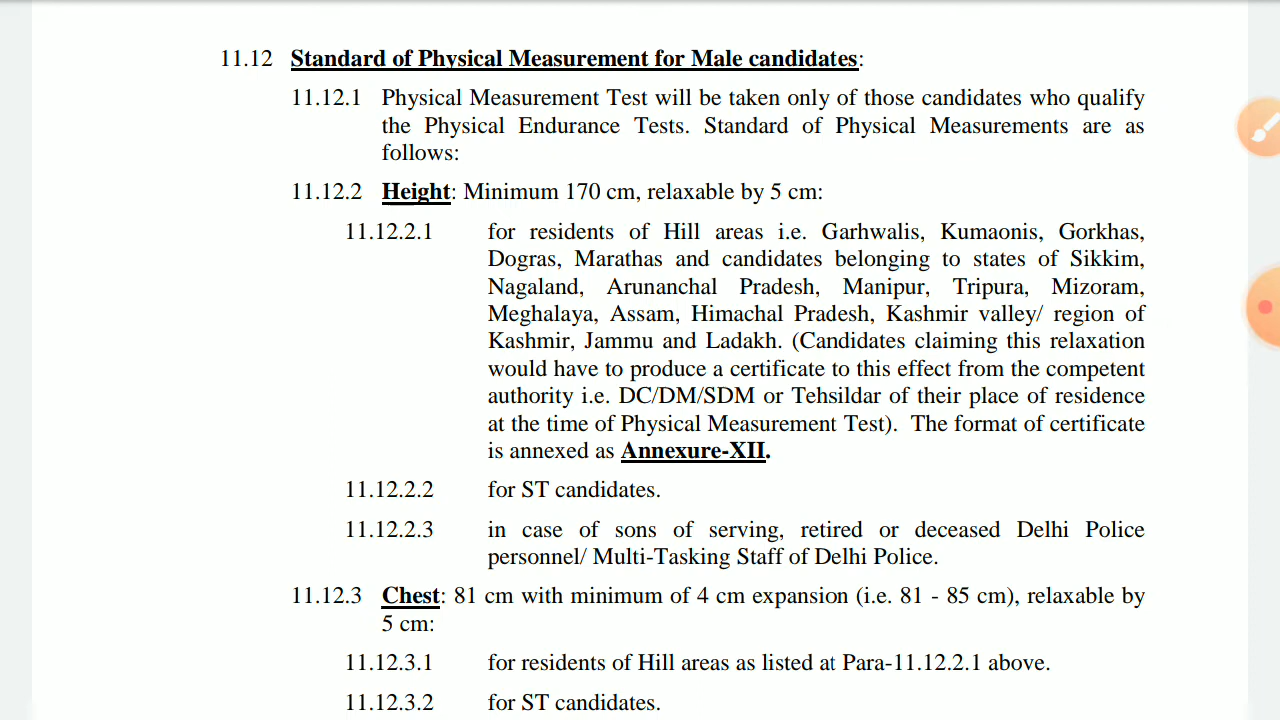 11.12 Standard of Physical Measurement for Male candidates:
11.12.1 Physical Measurement Test will be taken only of those candidates who qualify
the Physical Endurance Tests. Standard of Physical Measurements are as
follows:
11.12.2 Height: Minimum 170 cm, relaxable by 5 cm:
11.12.2.1 for residents of Hill areas i.e. Garhwalis, Kumaonis, Gorkhas,
Dogras, Marathas and candidates belonging to states of Sikkim,
Nagaland, Arunanchal Pradesh, Manipur, Tripura, Mizoram,
Meghalaya, Assam, Himachal Pradesh, Kashmir valley/ region of
Kashmir, Jammu and Ladakh. (Candidates claiming this relaxation
would have to produce a certificate to this effect from the competent
authority i.e. DC/DM/SDM or Tehsildar of their place of residence
at the time of Physical Measurement Test). The format of certificate
is annexed as Annexure-XII.
11.12.2.2 for ST candidates.
11.12.2.3 in case of sons of serving, retired or deceased Delhi Police
personnel/ Multi-Tasking Staff of Delhi Police.
11.12.3 Chest: 81 cm with minimum of 4 cm expansion (i.e. 81 - 85 cm), relaxable by
5 cm:
11.12.3.1 for residents of Hill areas as listed at Para-11.12.2.1 above.
11.12.3.2 for ST candidates.